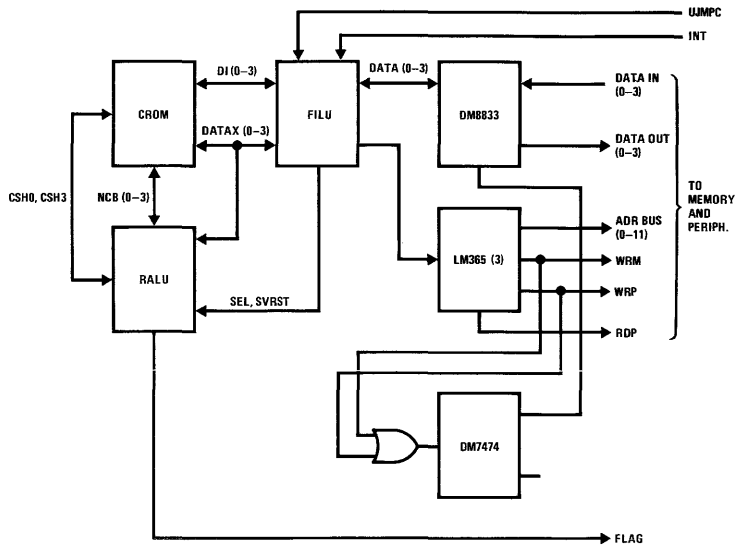 UJMPC
INT
DI (0–3)
DATA (0–3)
DATA IN
(0–3)
CROM
FILU
DM8833
DATAX (0–3)
DATA OUT
(0–3)
CSH0, CSH3
NCB (0–3)
TO
MEMORY
AND
PERIPH.
ADR BUS
(0–11)
LM365 (3)
WRM
RALU
WRP
SEL, SVRST
RDP
DM7474
FLAG